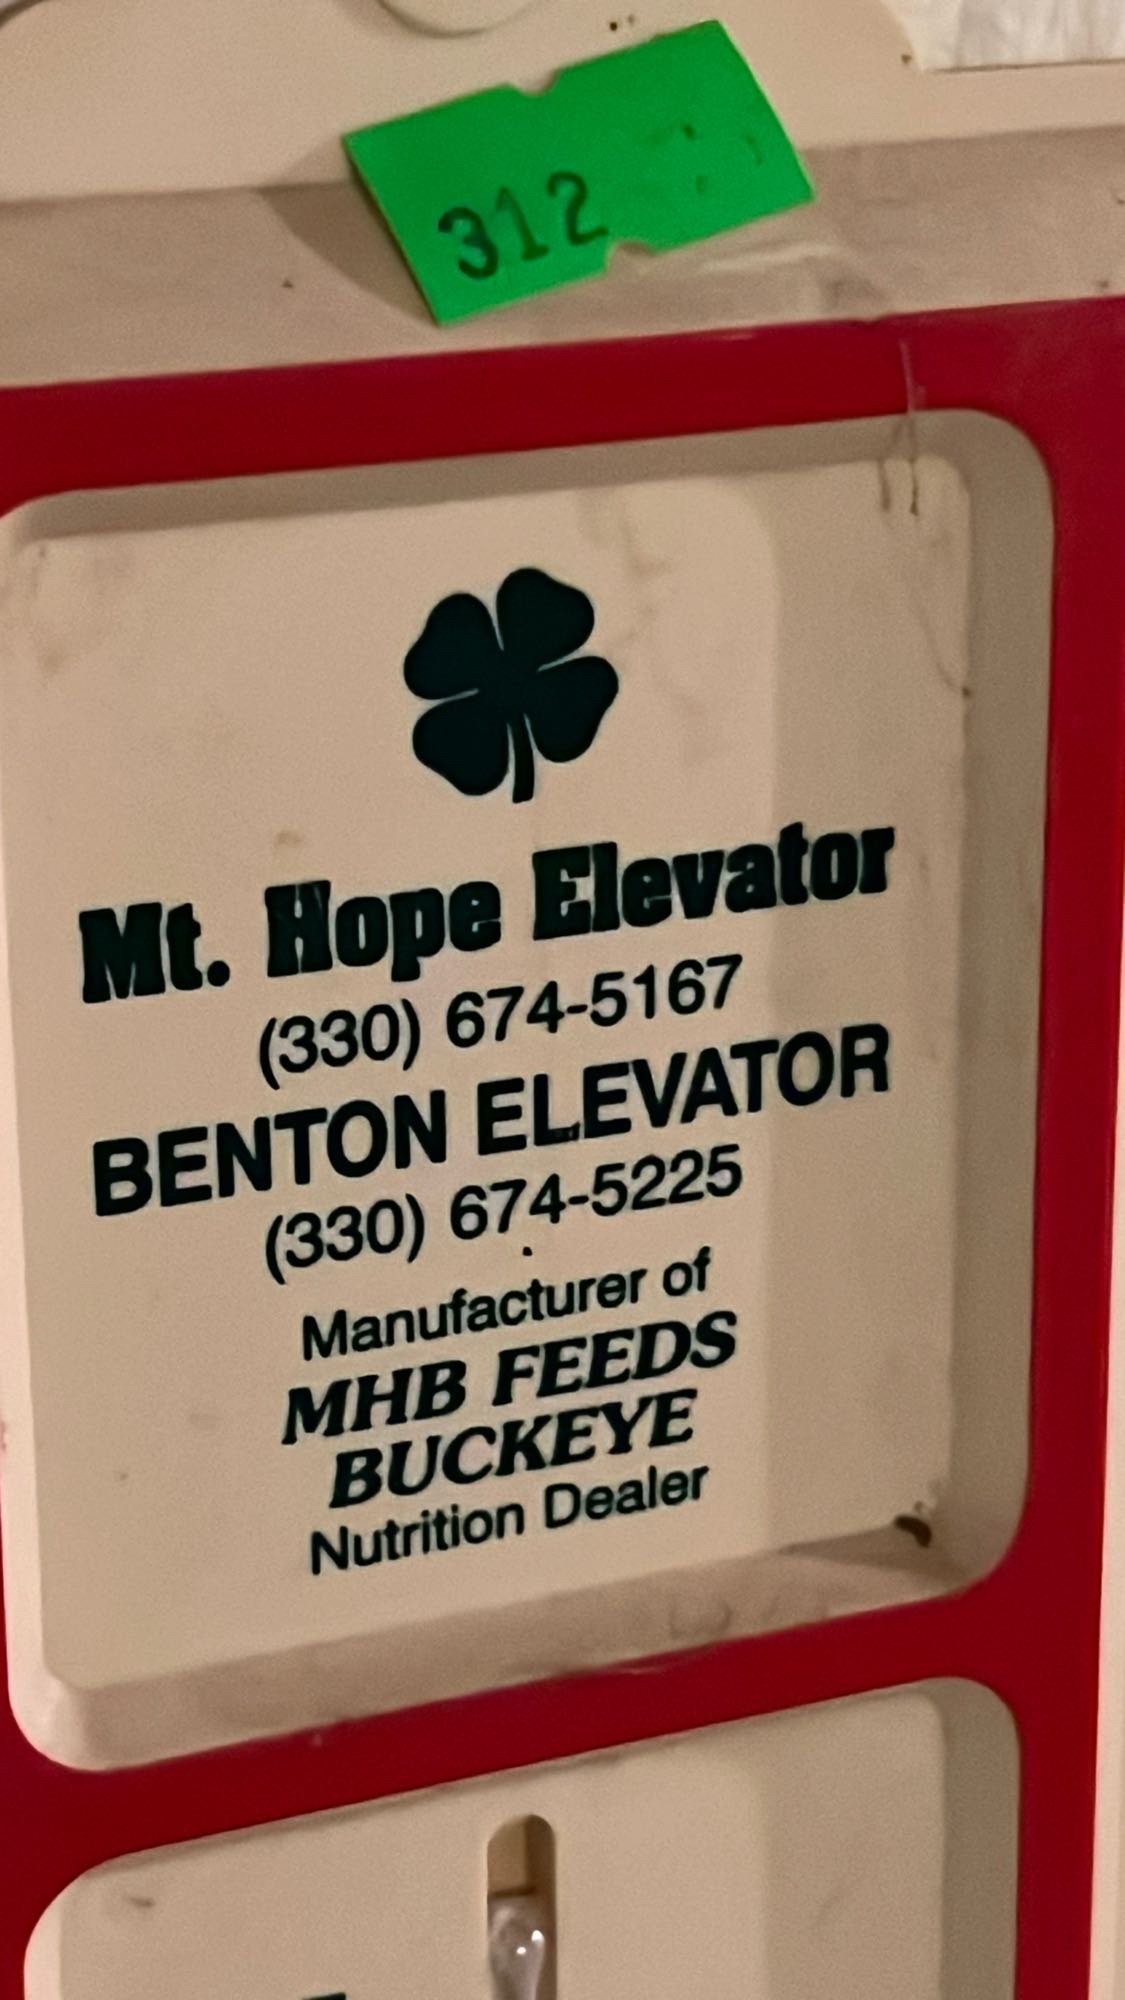 312
Mt. Hope Elevator
(330) 674-5167
BENTON ELEVATOR
(330) 674-5225
Manufacturer of
MHB FEEDS
BUCKEYE
Nutrition Dealer